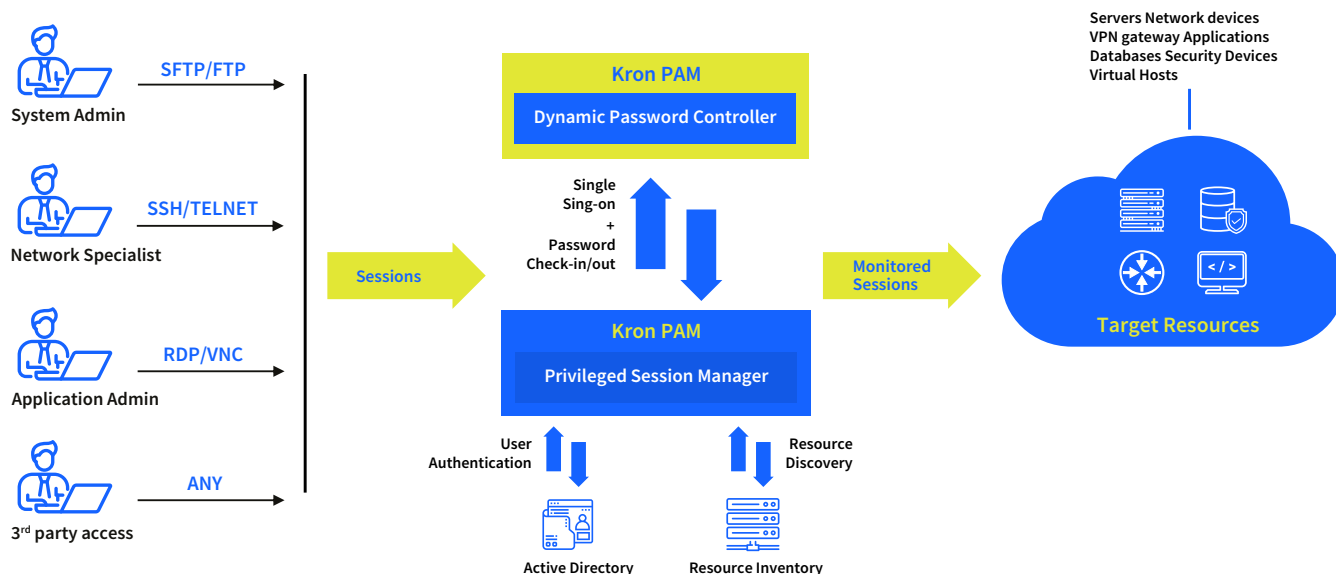 SFTP/FTP
System Admin
SSH/TELNET
Network Specialist
RDP/VNC
Application Admin
ANY
3rd party access
Sessions
Kron PAM
Dynamic Password Controller
Single
Sing-on
+
Password
Check-in/out
Kron PAM
Privileged Session Manager
User
Authentication
Resource
Discovery
Active Directory
Resource Inventory
Monitored
Sessions
Servers Network devices
VPN gateway Applications
Databases Security Devices
Virtual Hosts
</>
Target Resources